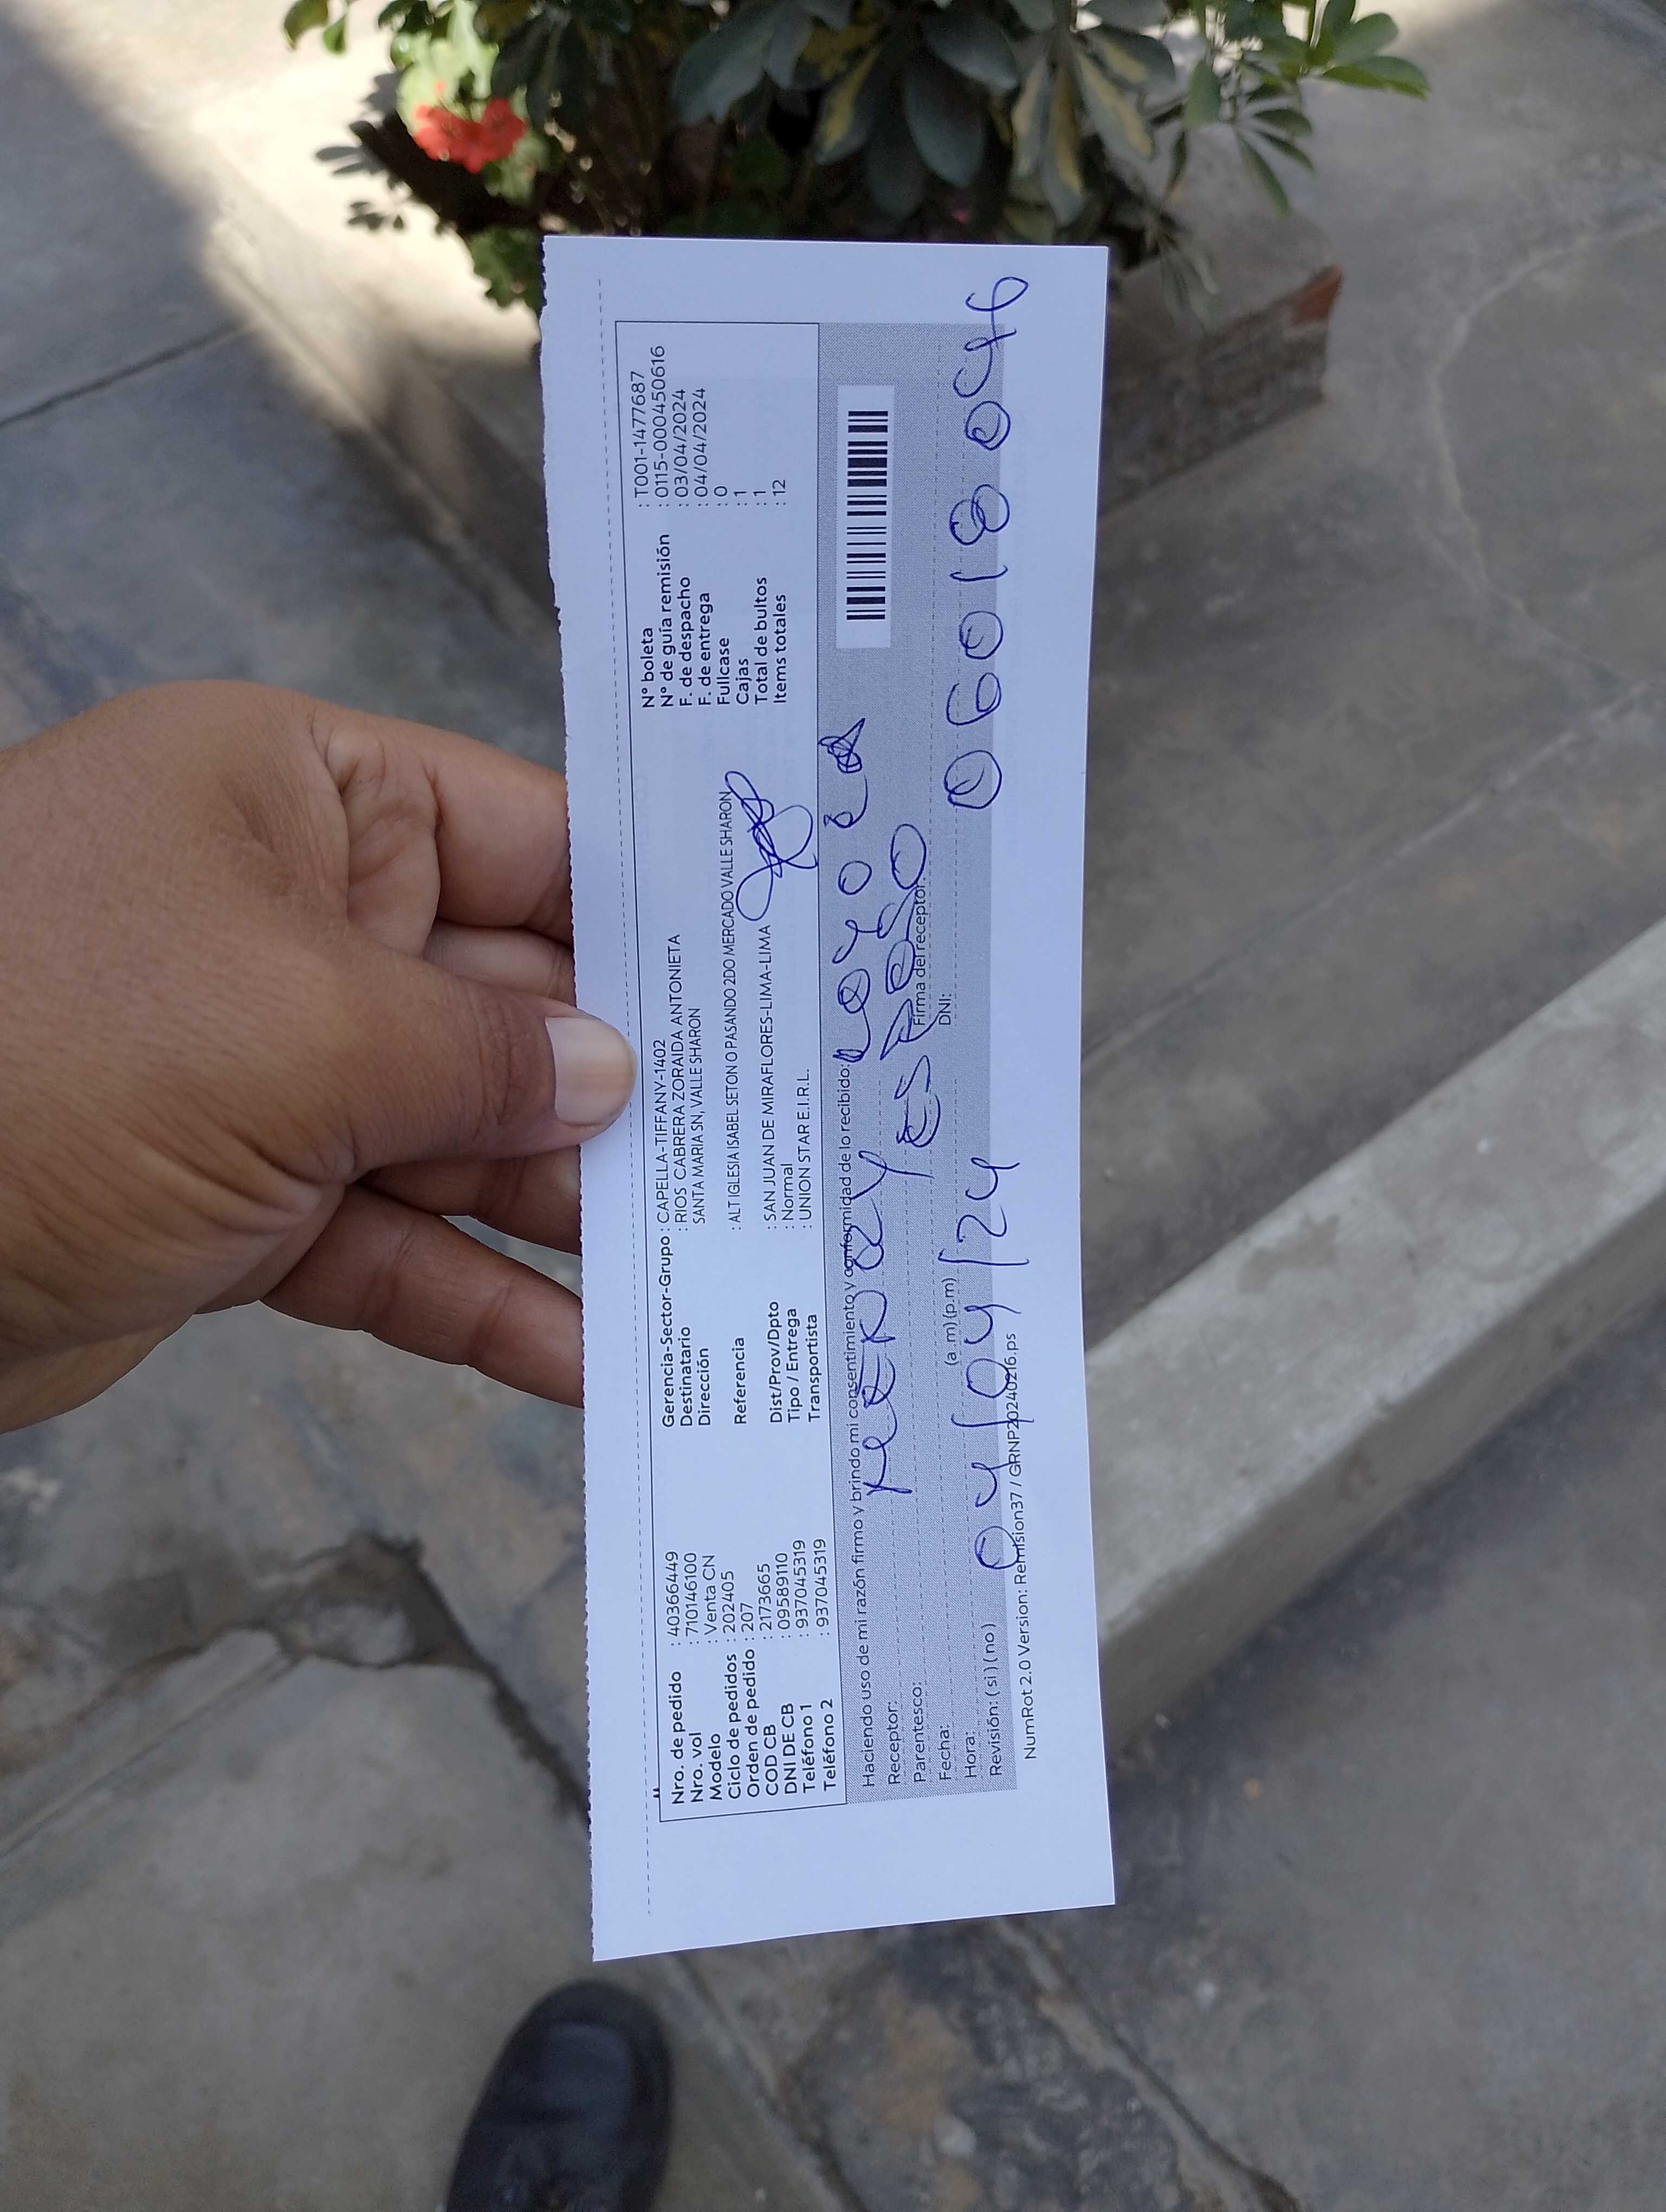 Nro. de pedido : 40366449
Nro. vol : 710146100
Modelo : Venta CN
Ciclo de pedidos : 202405
Orden de pedido : 207
COD CB : 2173665
DNI DE CB : 09589110
Teléfono 1 : 937045319
Teléfono 2 : 937045319
Gerencia-Sector-Grupo : CAPELLA-TIFFANY-1402
Destinatario : RIOS CABRERA ZORAIDA ANTONIETA
Dirección SANTA MARIA SN, VALLE SHARON
Referencia : ALT IGLESIA ISABEL SETON O PASANDO 2DO MERCADO VALLE SHARON
Dist/Prov/Dpto : SAN JUAN DE MIRAFLORES-LIMA-LIMA
Tipo / Entrega : Normal
Transportista : UNION STAR E.I.R.L.
N° boleta : T001-1477687
N° de guía remisión : 0115-0000450616
F. de despacho : 03/04/2024
F. de entrega : 04/04/2024
Fullcase : 0
Cajas : 1
Total de bultos : 1
Items totales : 12
Haciendo uso de mi razón firmo y brindo mi consentimiento y conformidad de lo recibido:
Receptor:
Parentesco: ESPOSO
Fecha: 04/04/24
Firma del receptor:
DNI: 06018046
Hora: (a.m) (p.m)
Revisión: (si) (no)
NumRot 2.0 Version: Remision37 / GRNP20240216.ps